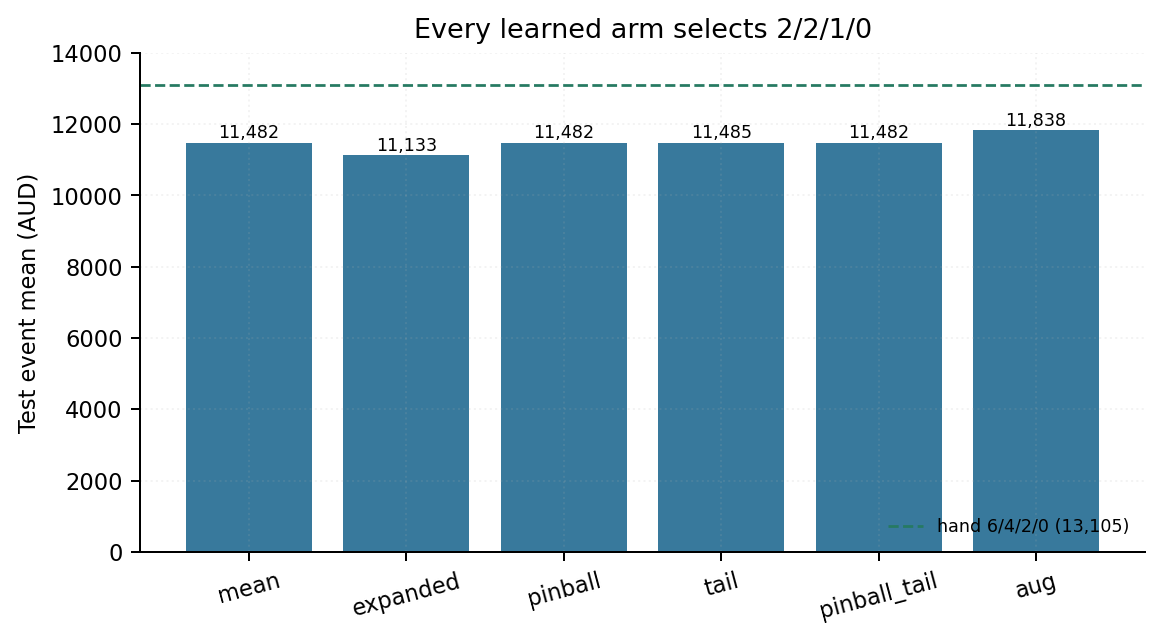 Every learned arm selects 2/2/1/0
Test event mean (AUD)
14000
12000
10000
8000
6000
4000
2000
0
11,482
11,133
11,482
11,485
11,482
11,838
hand 6/4/2/0 (13,105)
mean
expanded
pinball
tail
pinball_tail
aug